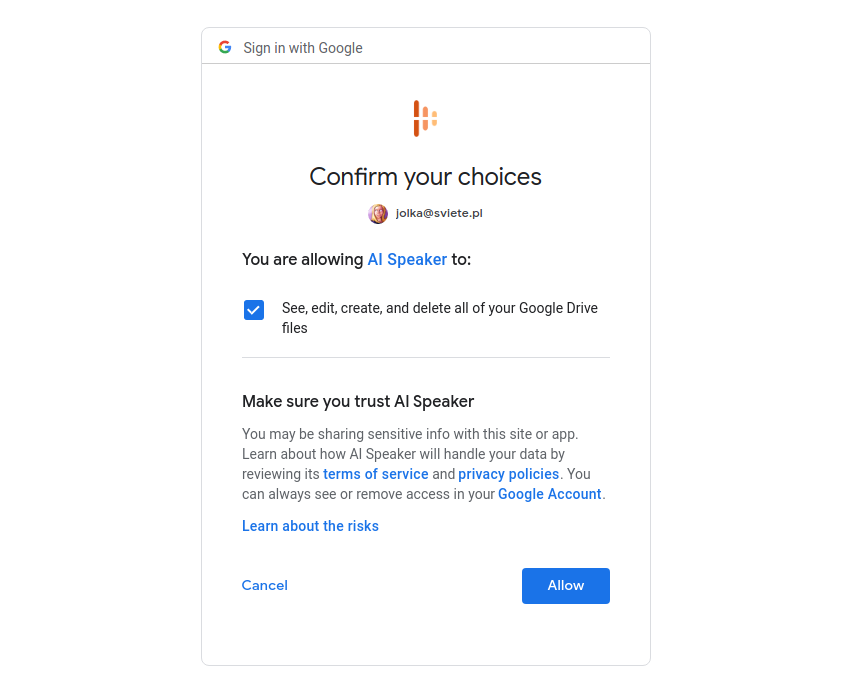 Sign in with Google
Confirm your choices
jolka@sviete.pl
You are allowing AI Speaker to:
See, edit, create, and delete all of your Google Drive
files
Make sure you trust AI Speaker
You may be sharing sensitive info with this site or app.
Learn about how AI Speaker will handle your data by
reviewing its terms of service and privacy policies. You
can always see or remove access in your Google Account.
Learn about the risks
Cancel
Allow